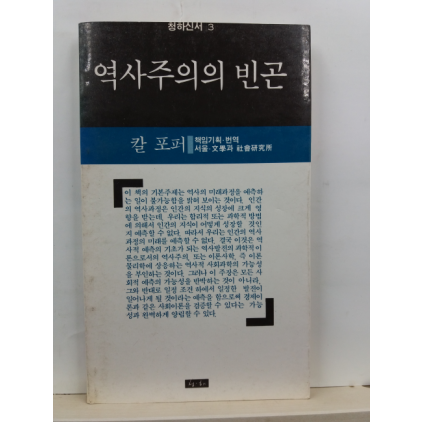 청하신서 3
역사주의의 빈곤
칼 포퍼
책임기획·번역
서울·文學과 社會硏究所
이 책의 기본주제는 역사의 미래과정을 예측하
는 일이 불가능함을 밝혀 보이는 것이다. 인간
의 역사과정은 인간의 지식의 성장에 크게 영
향을 받는데, 우리는 합리적 또는 과학적 방법
에 의해서 인간의 지식이 어떻게 성장할 것인
지 예측할 수 없다. 따라서 우리는 인간의 역사
과정의 미래를 예측할 수 없다. 결국 이것은 역
사적 예측의 기초가 되는 역사발전의 과학적 이
론으로서의 역사주의, 또는 이론사학, 즉 이론
물리학에 상응하는 역사적 사회과학의 가능성
을 부인하는 것이다. 그러나 이 주장은 모든 사
회적 예측의 가능성을 반박하는 것이 아니라,
그와 반대로 일정 조건 하에서 일정한 발전이
일어나게 될 것이라는 예측을 함으로써 경제이
론과 같은 사회이론을 검증할 수 있다는 가능
성과 완벽하게 양립할 수 있다.
청하